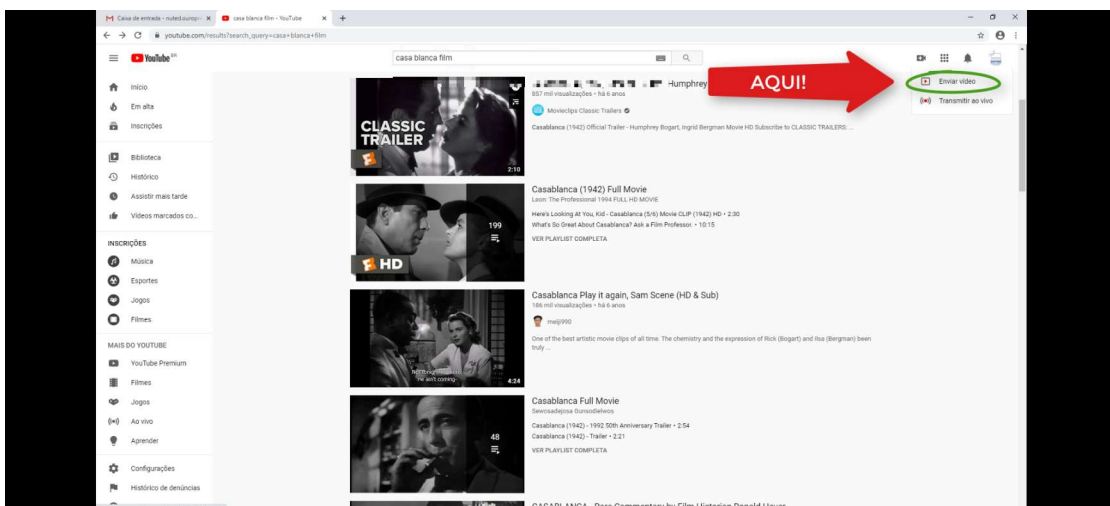 Caixa de entrada - nuted.ourop
casa blanca film - YouTube
youtube.com/results?search_query=casa+blanca+film
YouTube BR
casa blanca film
AQUI!
Enviar vídeo
Transmitir ao vivo
Início
Em alta
Inscrições
Biblioteca
Histórico
Assistir mais tarde
Vídeos marcados co...
INSCRIÇÕES
Música
Esportes
Jogos
Filmes
MAIS DO YOUTUBE
YouTube Premium
Filmes
Jogos
Ao vivo
Aprender
Configurações
Histórico de denúncias
CLASSIC
TRAILER
2:10
Humphrey
857 mil visualizações • há 6 anos
Movieclips Classic Trailers
Casablanca (1942) Official Trailer - Humphrey Bogart, Ingrid Bergman Movie HD Subscribe to CLASSIC TRAILERS: ...
199
HD
Casablanca (1942) Full Movie
Leon: The Professional 1994 FULL HD MOVIE
Here's Looking At You, Kid - Casablanca (5/6) Movie CLIP (1942) HD • 2:30
What's So Great About Casablanca? Ask a Film Professor. • 10:15
VER PLAYLIST COMPLETA
He ain't coming-
4:24
Casablanca Play it again, Sam Scene (HD & Sub)
186 mil visualizações • há 6 anos
meiji990
One of the best artistic movie clips of all time. The chemistry and the expression of Rick (Bogart) and Ilsa (Bergman) been
truly ...
48
Casablanca Full Movie
Sewosadejosa Gunsodielwos
Casablanca (1942) - 1992 50th Anniversary Trailer • 2:54
Casablanca (1942) - Trailer • 2:21
VER PLAYLIST COMPLETA